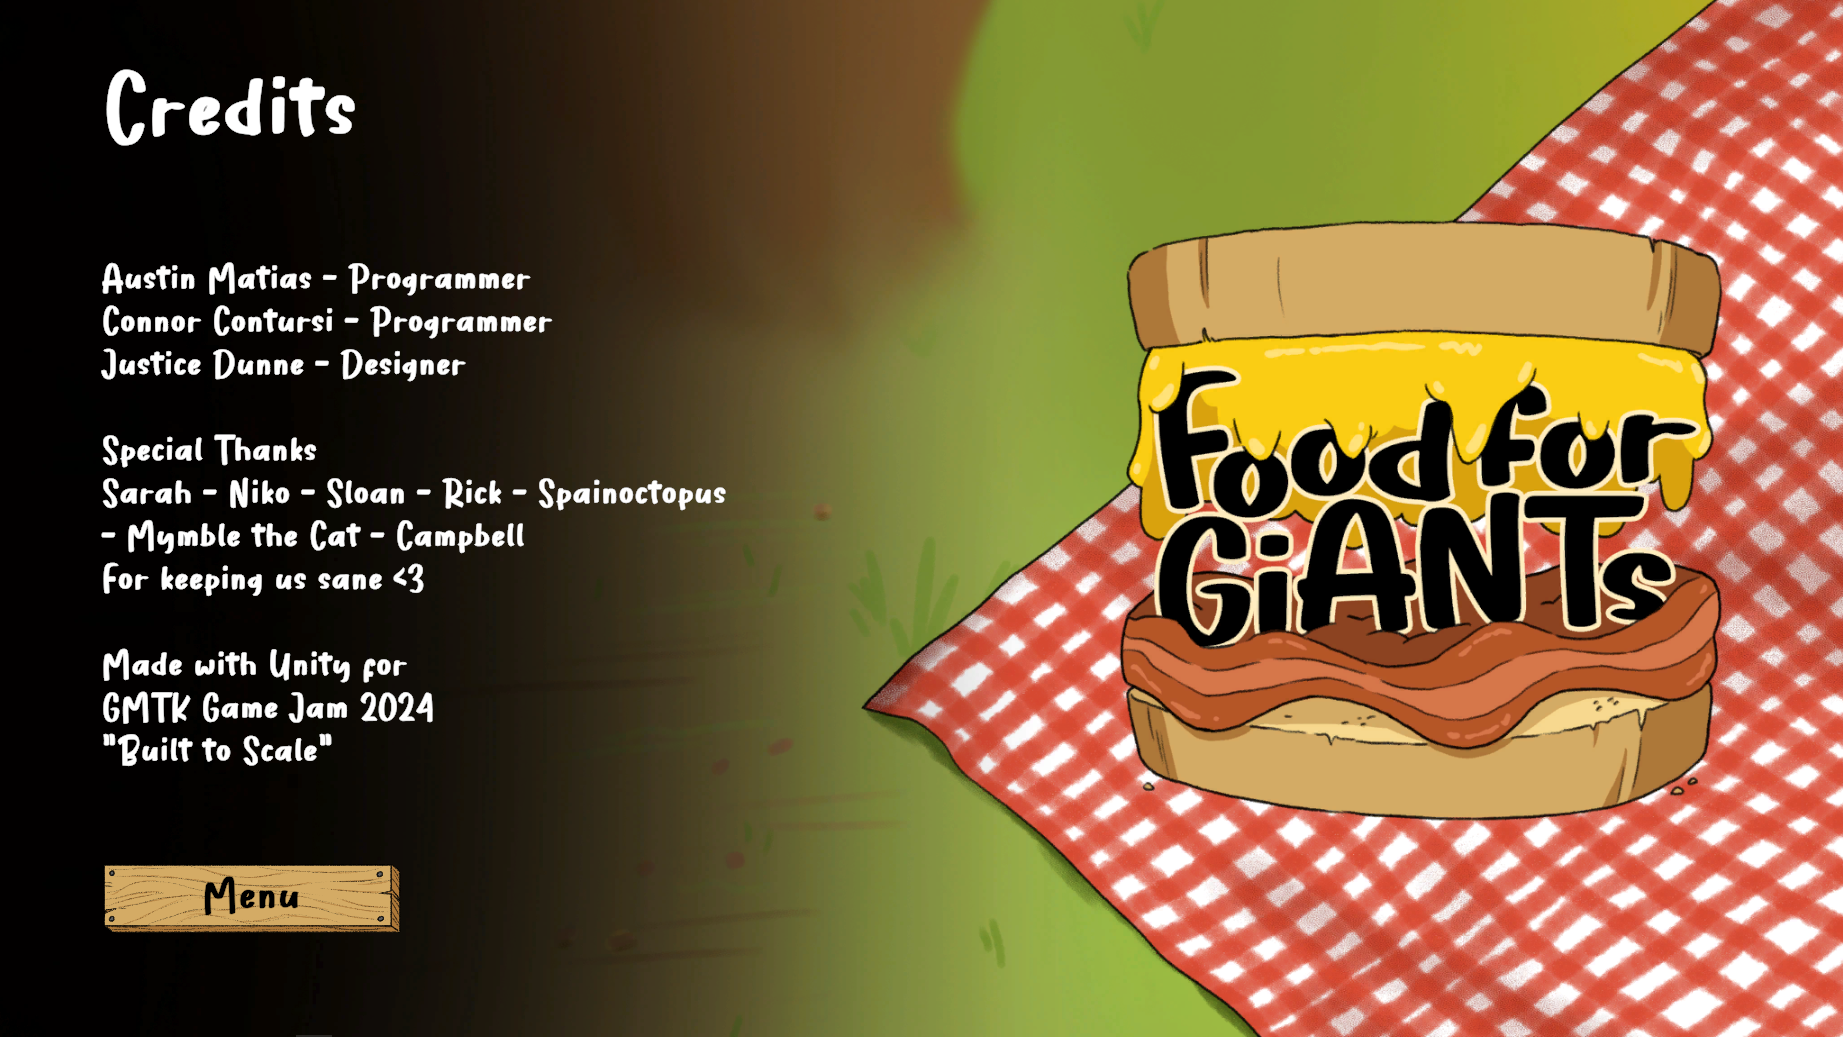 Credits
Austin Matias - Programmer
Connor Contursi - Programmer
Justice Dunne - Designer
Special Thanks
Sarah - Niko - Sloan - Rick - Spainoctopus
- Mymble the Cat - Campbell
For keeping us sane <3
Made with Unity for
GMTK Game Jam 2024
"Built to Scale"
Menu
Food for
GiANTs